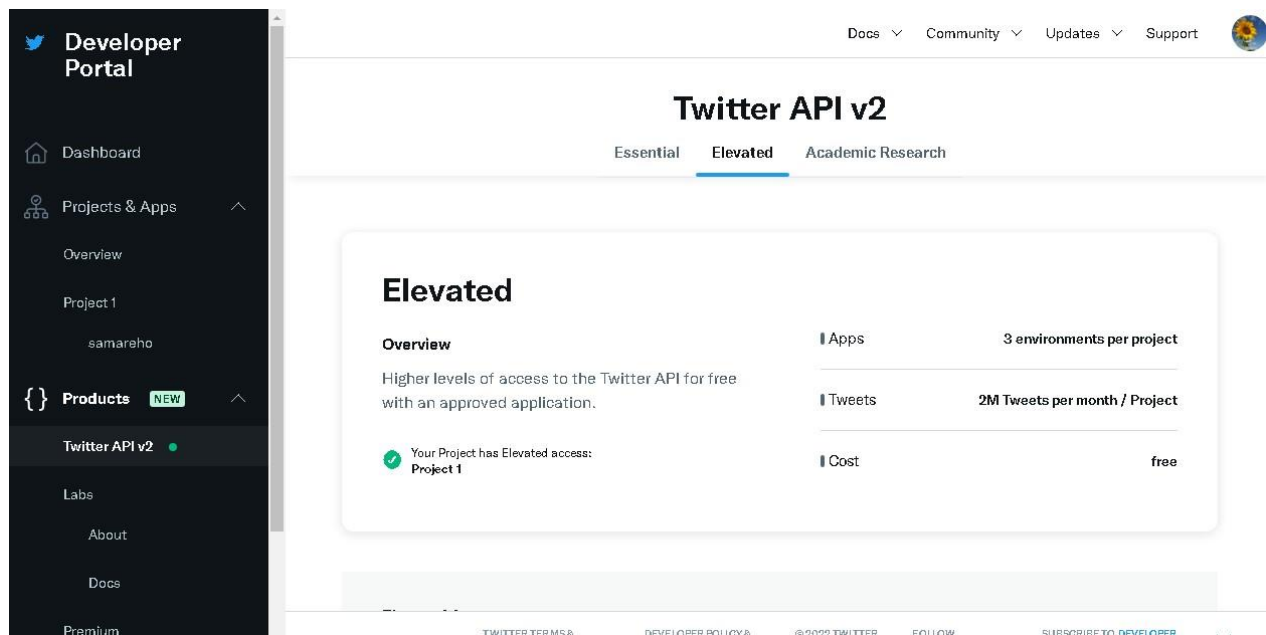 Developer
Portal
Dashboard
Projects & Apps
Overview
Project 1
samareho
{ } Products NEW
Twitter API v2
Labs
About
Docs
Premium
Docs
Community
Updates
Support
Twitter API v2
Essential
Elevated
Academic Research
Elevated
Overview
Higher levels of access to the Twitter API for free
with an approved application.
Your Project has Elevated access:
Project 1
Apps 3 environments per project
Tweets 2M Tweets per month / Project
Cost free
TWITTER TERMS & DEVELOPER POLICY & © 2022 TWITTER FOLLOW SUBSCRIBE TO DEVELOPER